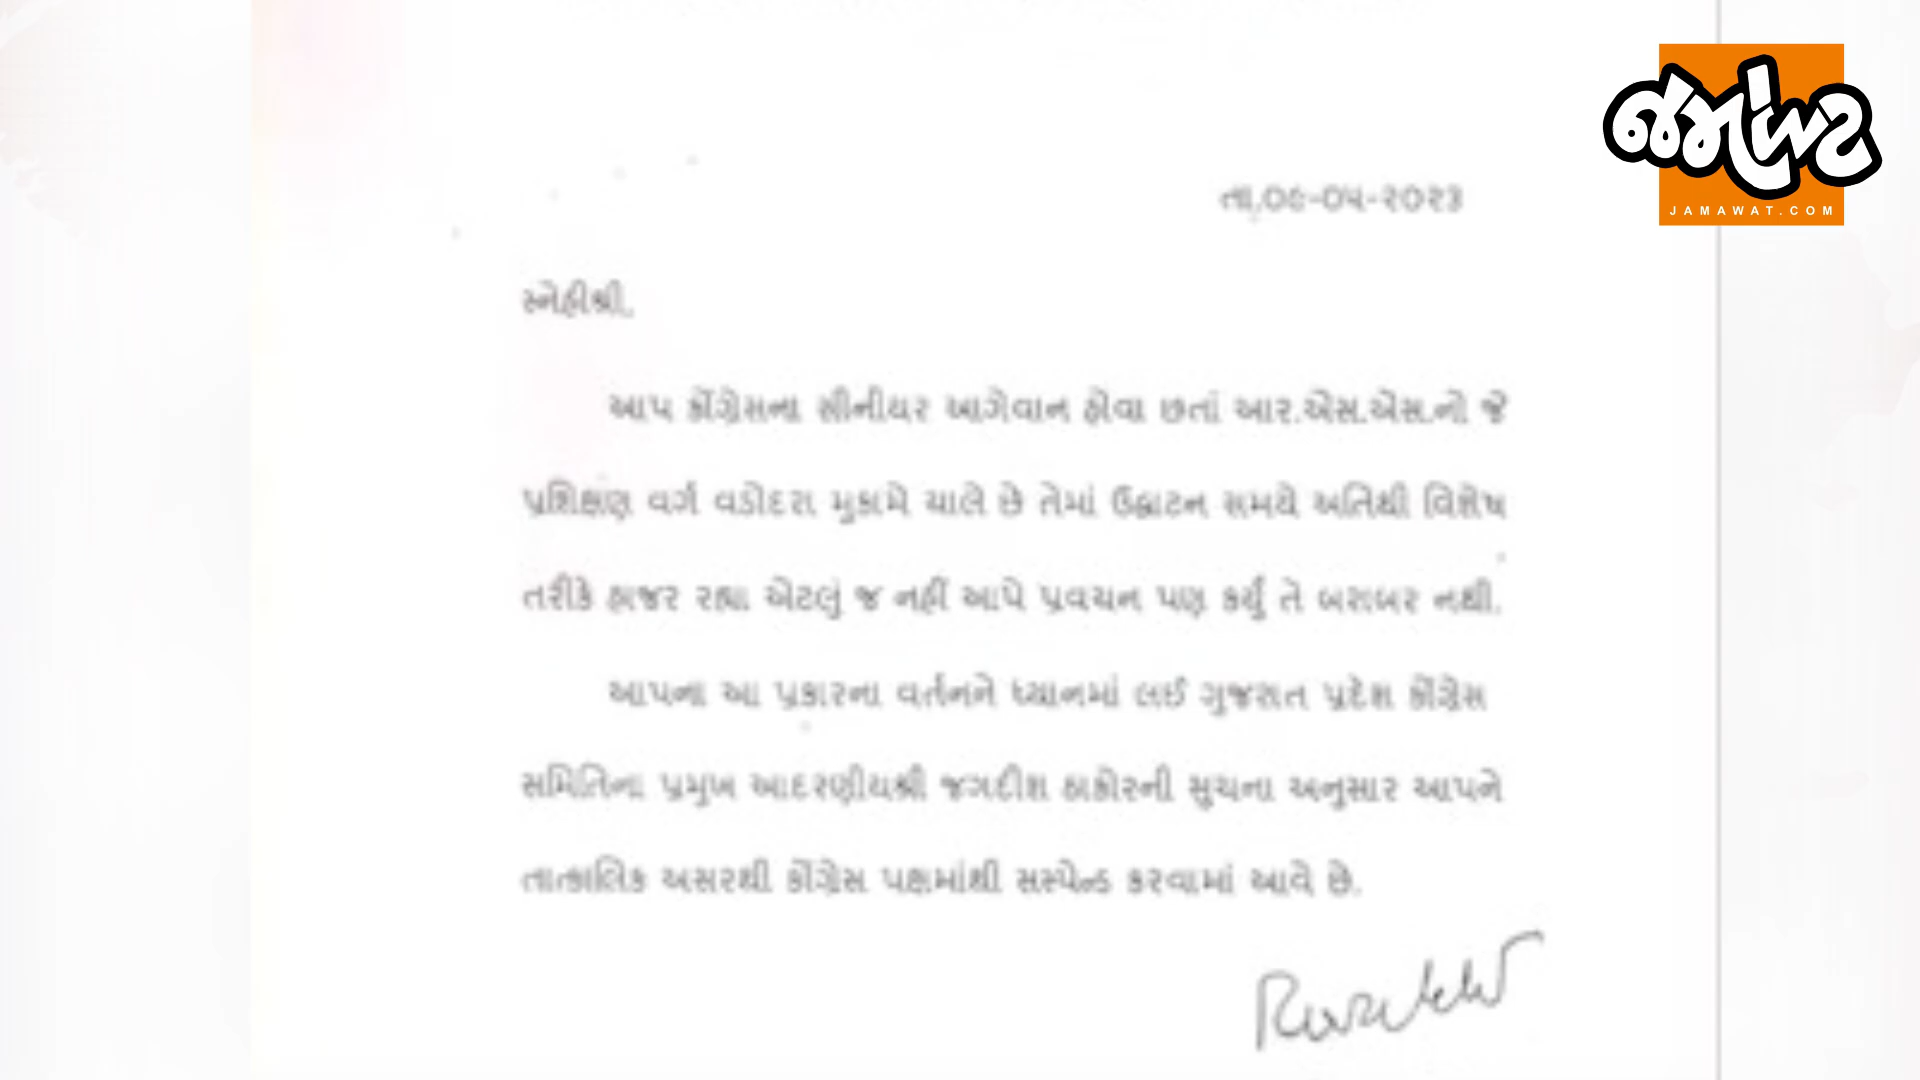 જમાવટ
JAMAWAT.COM
તા.૦૯-૦૫-૨૦૨૩
સ્નેહીશ્રી,
આપ કોંગ્રેસના સીનીયર આગેવાન હોવા છતાં આર.એસ.એસ.નો જે
પ્રશિક્ષણ વર્ગ વડોદરા મુકામે ચાલે છે તેમાં ઉદ્ઘાટન સમયે અતિથી વિશેષ
તરીકે હાજર રહ્યા એટલું જ નહીં આપે પ્રવચન પણ કર્યું તે બરાબર નથી.
આપના આ પ્રકારના વર્તનને ધ્યાનમાં લઈ ગુજરાત પ્રદેશ કોંગ્રેસ
સમિતિના પ્રમુખ આદરણીયશ્રી જગદીશ ઠાકોરની સુચના અનુસાર આપને
તાત્કાલિક અસરથી કોંગ્રેસ પક્ષમાંથી સસ્પેન્ડ કરવામાં આવે છે.